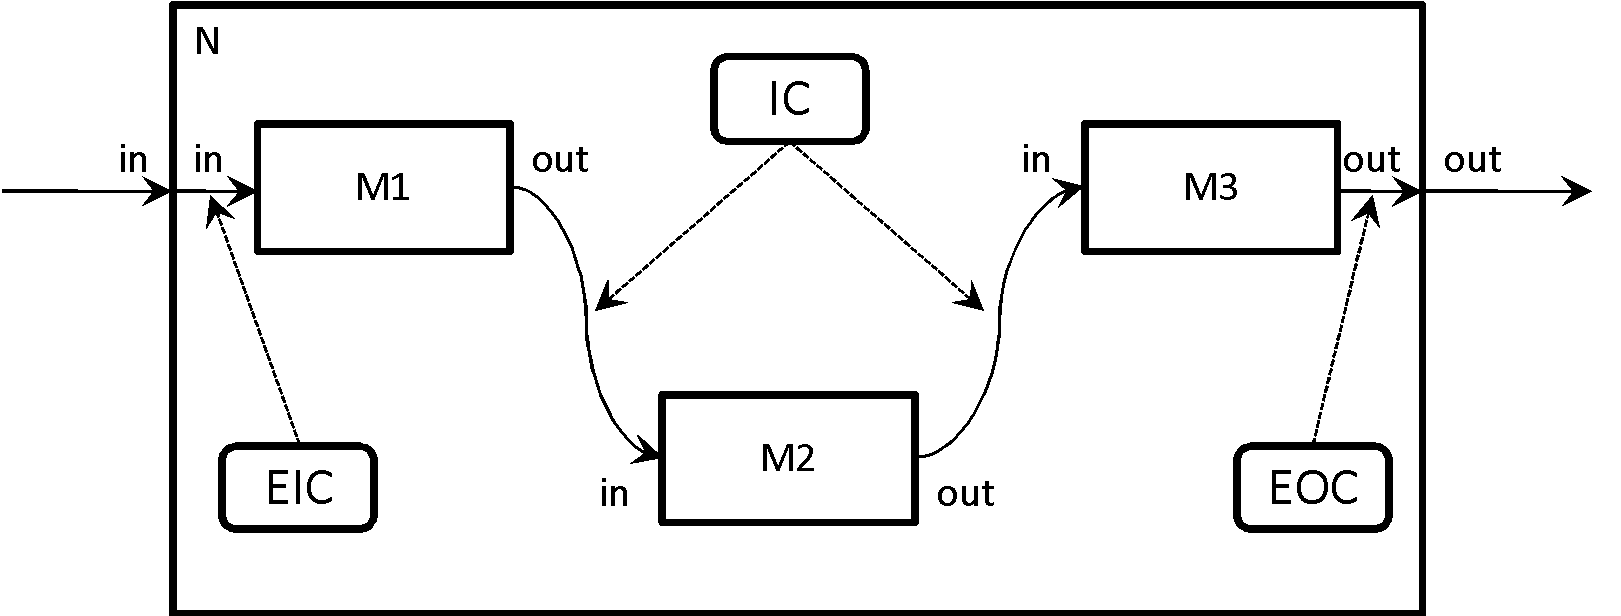 N
IC
in in M1 out in M3 out out
M2
in out
EIC EOC